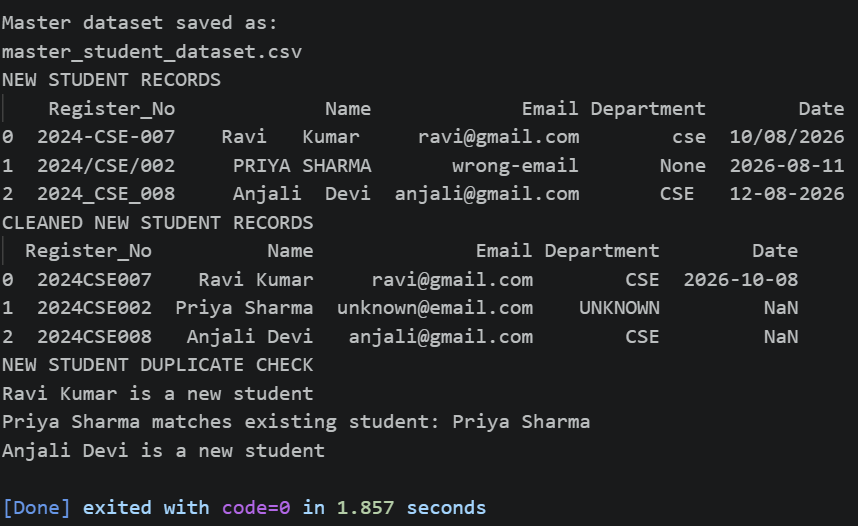 Master dataset saved as:
master_student_dataset.csv
NEW STUDENT RECORDS
    Register_No             Name             Email Department        Date
0  2024-CSE-007    Ravi   Kumar     ravi@gmail.com        cse  10/08/2026
1  2024/CSE/002     PRIYA SHARMA       wrong-email       None  2026-08-11
2  2024_CSE_008     Anjali  Devi  anjali@gmail.com       CSE   12-08-2026
CLEANED NEW STUDENT RECORDS
  Register_No          Name              Email Department        Date
0  2024CSE007    Ravi Kumar     ravi@gmail.com        CSE  2026-10-08
1  2024CSE002  Priya Sharma  unknown@email.com    UNKNOWN         NaN
2  2024CSE008   Anjali Devi   anjali@gmail.com        CSE         NaN
NEW STUDENT DUPLICATE CHECK
Ravi Kumar is a new student
Priya Sharma matches existing student: Priya Sharma
Anjali Devi is a new student
[Done] exited with code=0 in 1.857 seconds